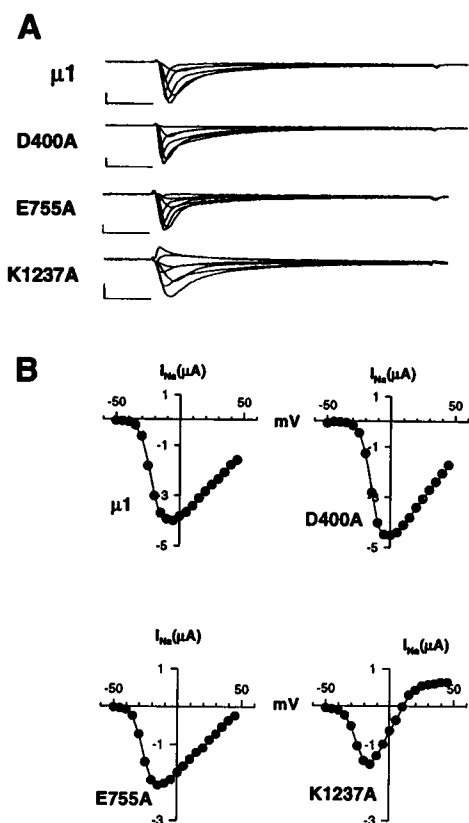 A
μ1
D400A
E755A
K1237A
B
I_Na(μA) I_Na(μA)
1 1
-50 50 mV -50 50
-1 -1
-3 -3
μ1 D400A
-5 -5
I_Na(μA) I_Na(μA)
1 1
-50 50 mV -50 50
-1 -1
E755A K1237A
-3 -3